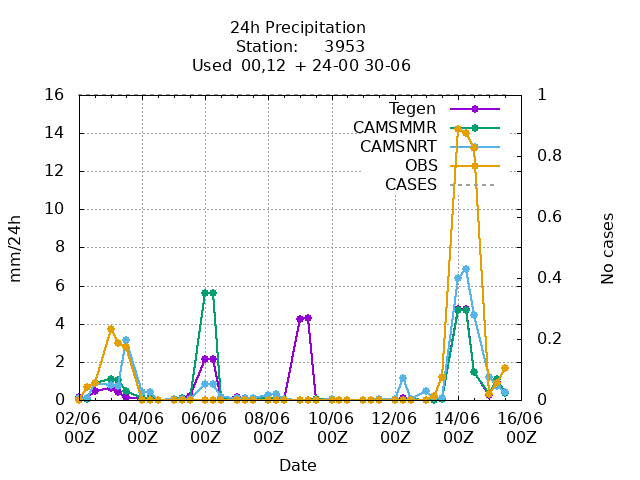 24h Precipitation
Station: 3953
Used 00,12 + 24-00 30-06
16 1
Tegen
14 CAMSMMR
CAMSNRT
12 0.8
OBS
CASES
10 0.6
8
6 0.4
4
0.2
2
0 0
mm/24h
No cases
02/06 04/06 06/06 08/06 10/06 12/06 14/06 16/06
00Z 00Z 00Z 00Z 00Z 00Z 00Z 00Z
Date